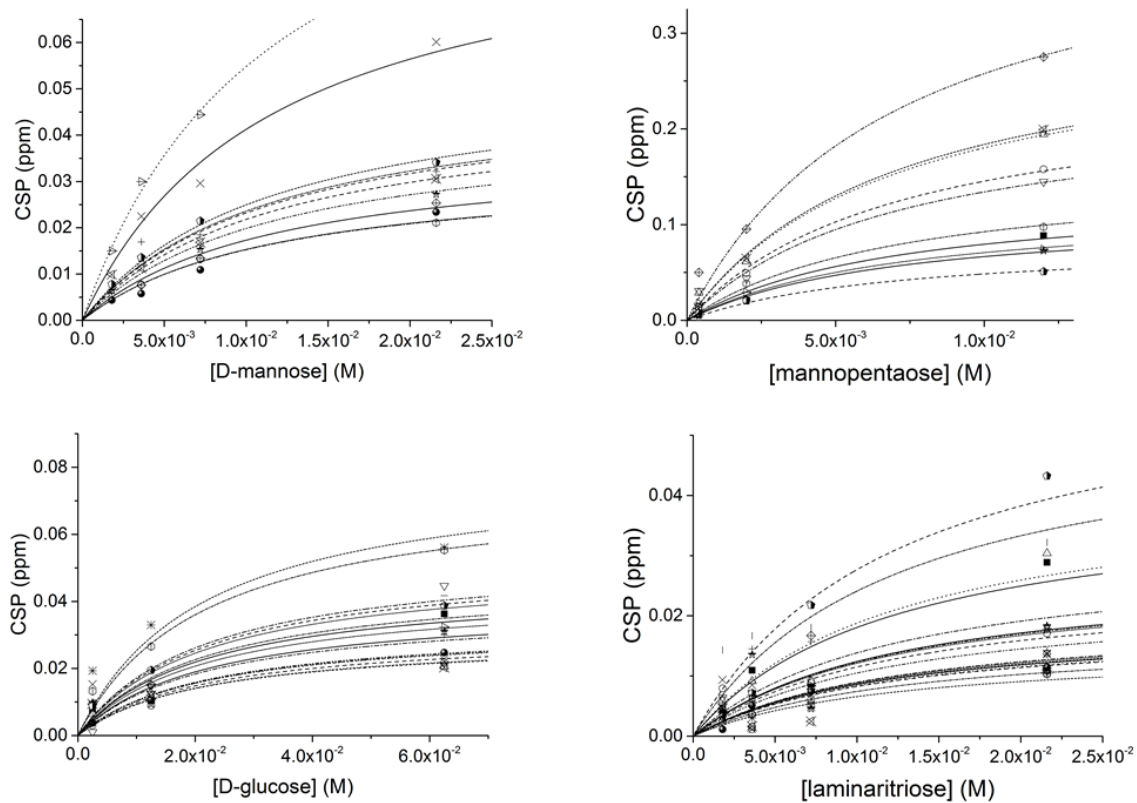 CSP (ppm)
0.06
0.05
0.04
0.03
0.02
0.01
0.00
0.0
5.0x10⁻³
1.0x10⁻²
1.5x10⁻²
2.0x10⁻²
2.5x10⁻²
[D-mannose] (M)
CSP (ppm)
0.3
0.2
0.1
0.0
0.0
5.0x10⁻³
1.0x10⁻²
[mannopentaose] (M)
CSP (ppm)
0.08
0.06
0.04
0.02
0.00
0.0
2.0x10⁻²
4.0x10⁻²
6.0x10⁻²
[D-glucose] (M)
CSP (ppm)
0.04
0.02
0.00
0.0
5.0x10⁻³
1.0x10⁻²
1.5x10⁻²
2.0x10⁻²
2.5x10⁻²
[laminaritriose] (M)